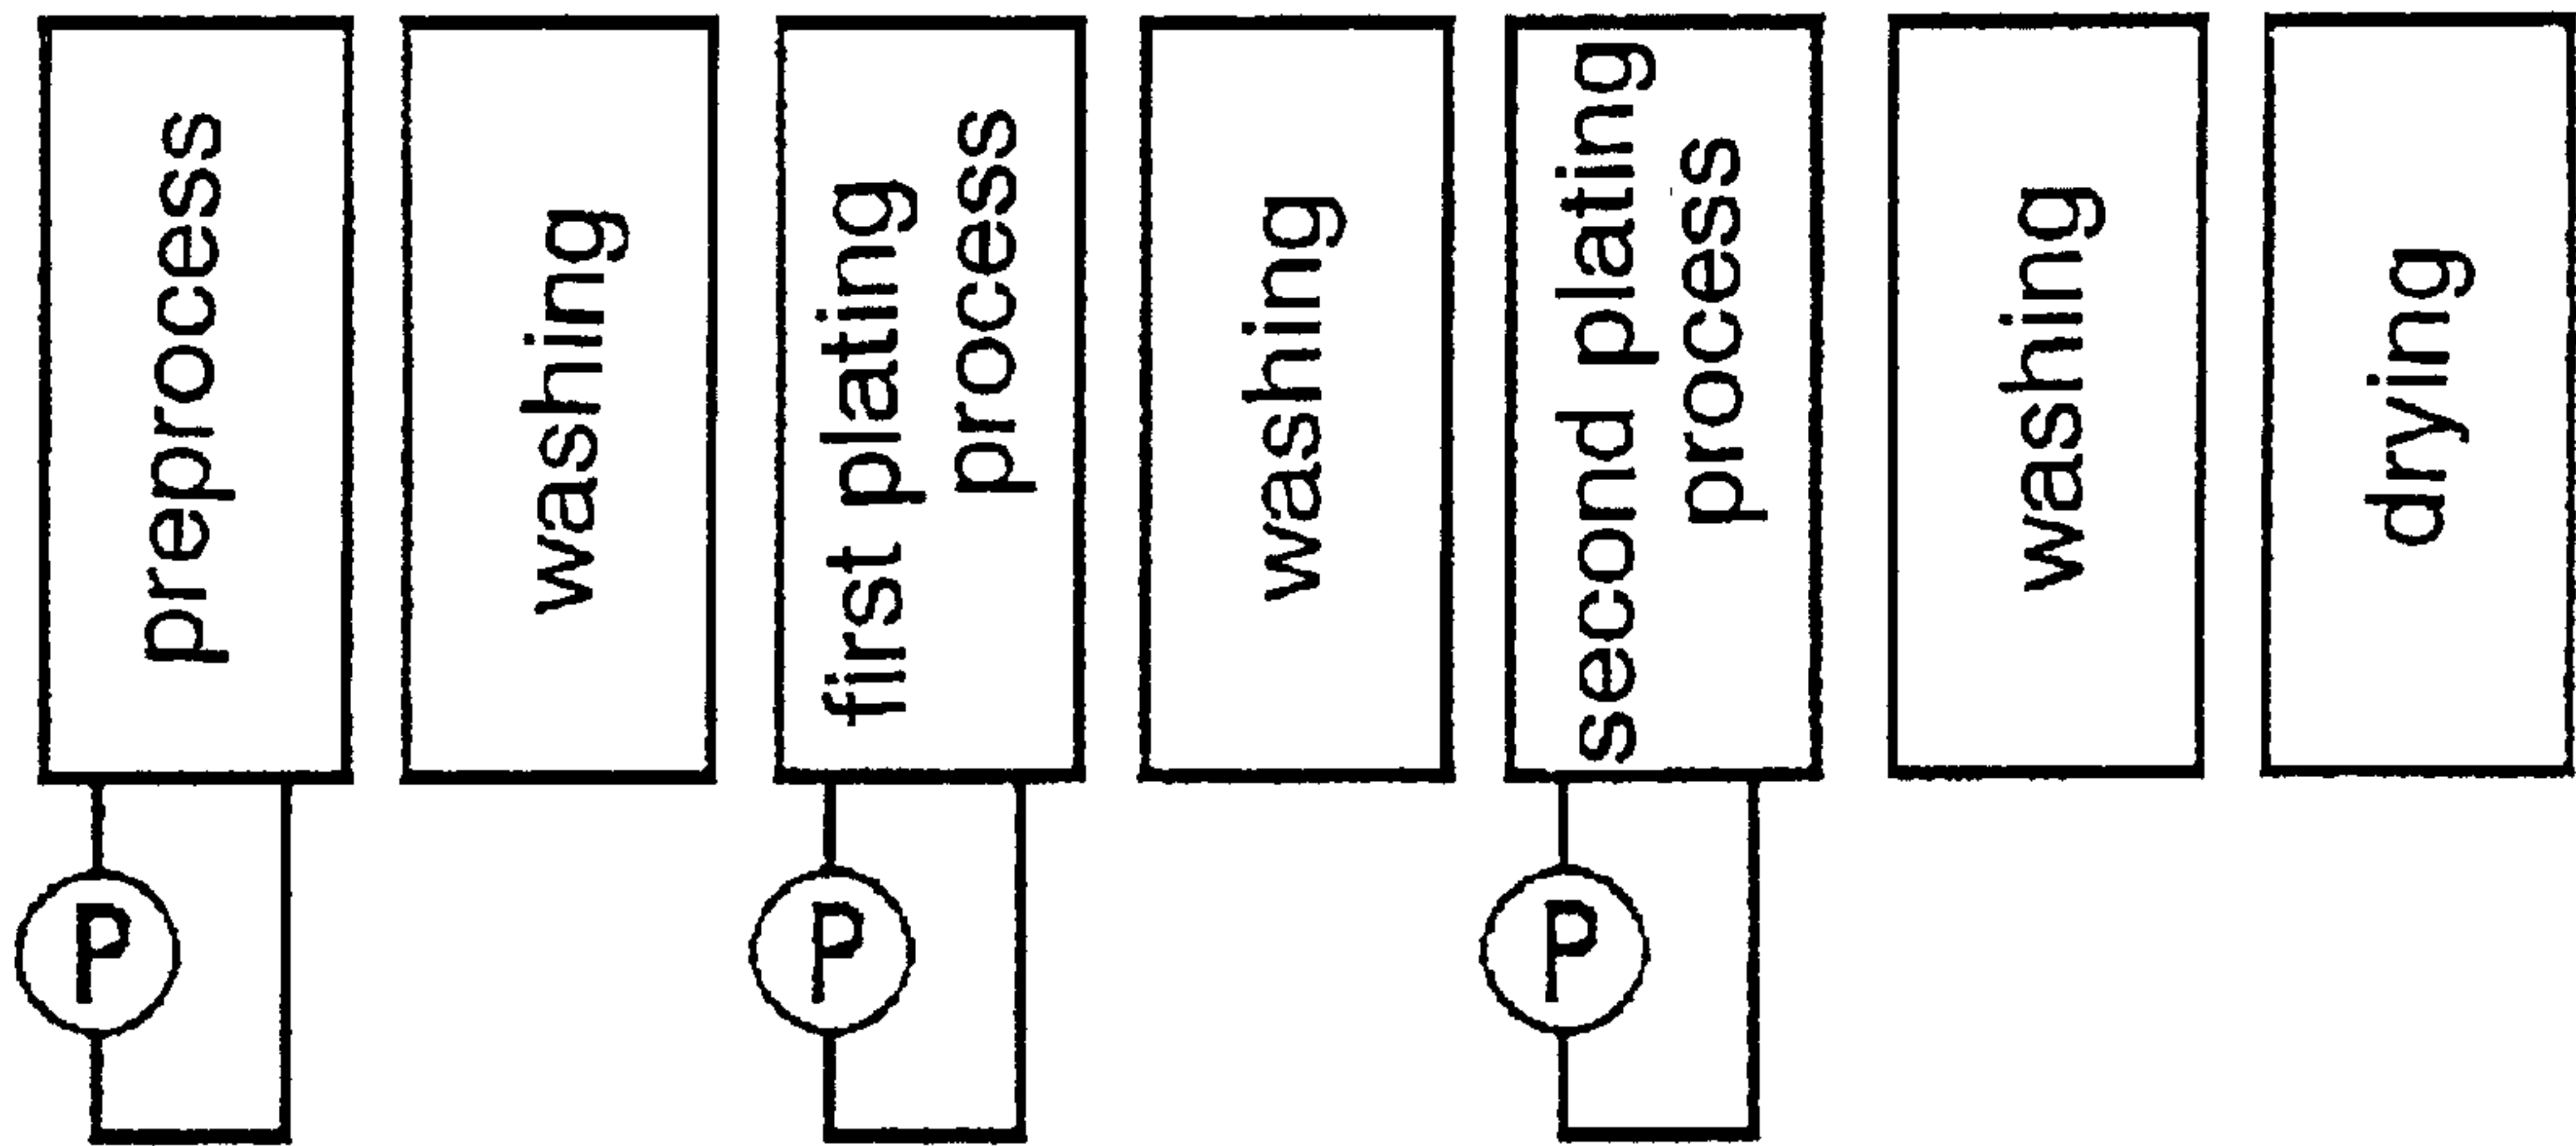 preprocess
washing
first plating
process
washing
second plating
process
washing
drying
P
P
P